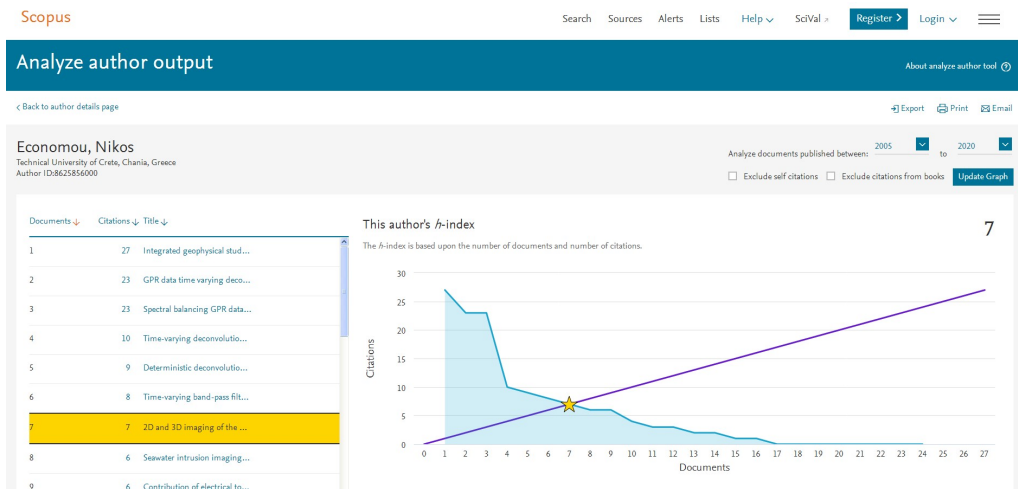 Scopus
Search Sources Alerts Lists Help SciVal Register Login
Analyze author output
About analyze author tool
Back to author details page
Export Print Email
Economou, Nikos
Technical University of Crete, Chania, Greece
Author ID:8625856000
Analyze documents published between: 2005 to 2020
Exclude self citations Exclude citations from books Update Graph
Documents Citations Title
1 27 Integrated geophysical stud...
2 23 GPR data time varying deco...
3 23 Spectral balancing GPR data...
4 10 Time-varying deconvolutio...
5 9 Deterministic deconvolutio...
6 8 Time-varying band-pass filt...
7 7 2D and 3D imaging of the ...
8 6 Seawater intrusion imaging...
9 6 Contribution of electrical to...
This author's h-index
7
The h-index is based upon the number of documents and number of citations.
Citations
30
25
20
15
10
5
0
0 1 2 3 4 5 6 7 8 9 10 11 12 13 14 15 16 17 18 19 20 21 22 23 24 25 26 27
Documents